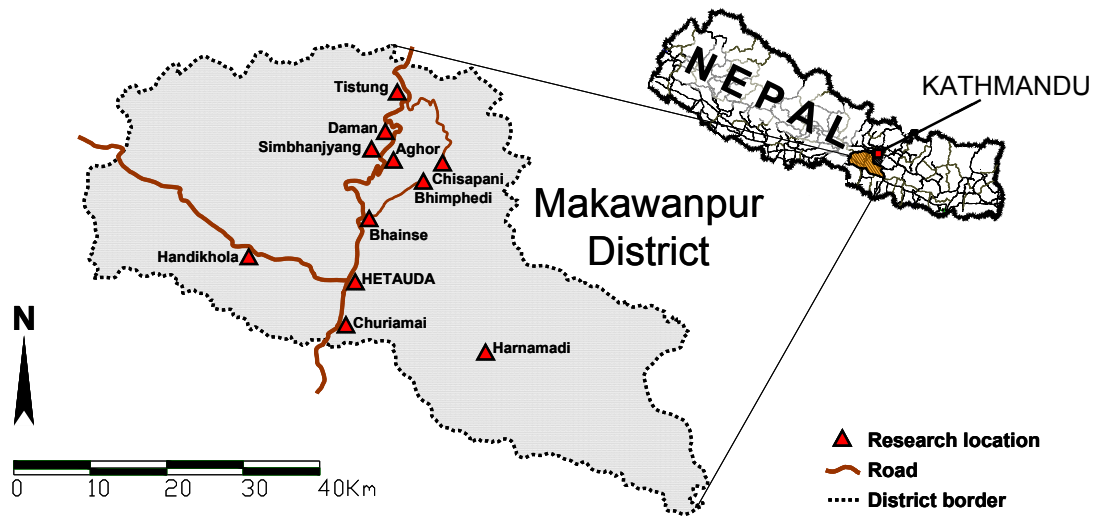 NEPAL
KATHMANDU
Tistung
Daman
Simbhanjyang
Aghor
Chisapani
Bhimphedi
Makawanpur
District
Bhainse
Handikhola
HETAUDA
Churiamai
Harnamadi
N
0 10 20 30 40Km
Research location
Road
District border